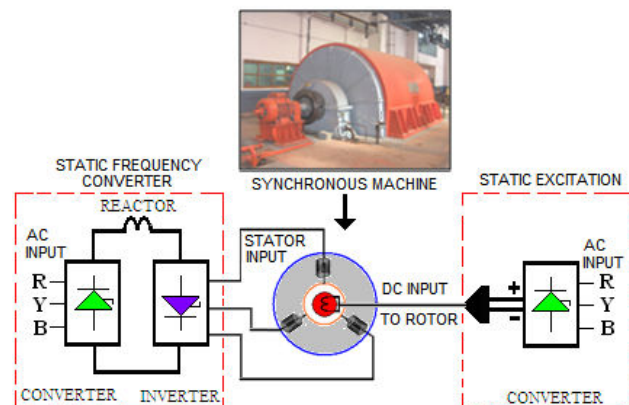 SYNCHRONOUS MACHINE
STATIC FREQUENCY
CONVERTER
STATIC EXCITATION
REACTOR
AC
INPUT
R
Y
B
STATOR
INPUT
DC INPUT
TO ROTOR
+
-
AC
INPUT
R
Y
B
CONVERTER
INVERTER
CONVERTER